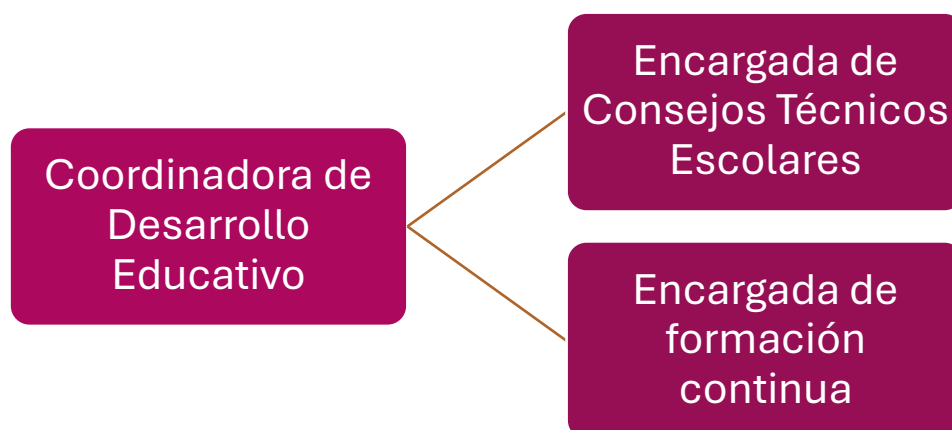 Coordinadora de
Desarrollo
Educativo
Encargada de
Consejos Técnicos
Escolares
Encargada de
formación
continua